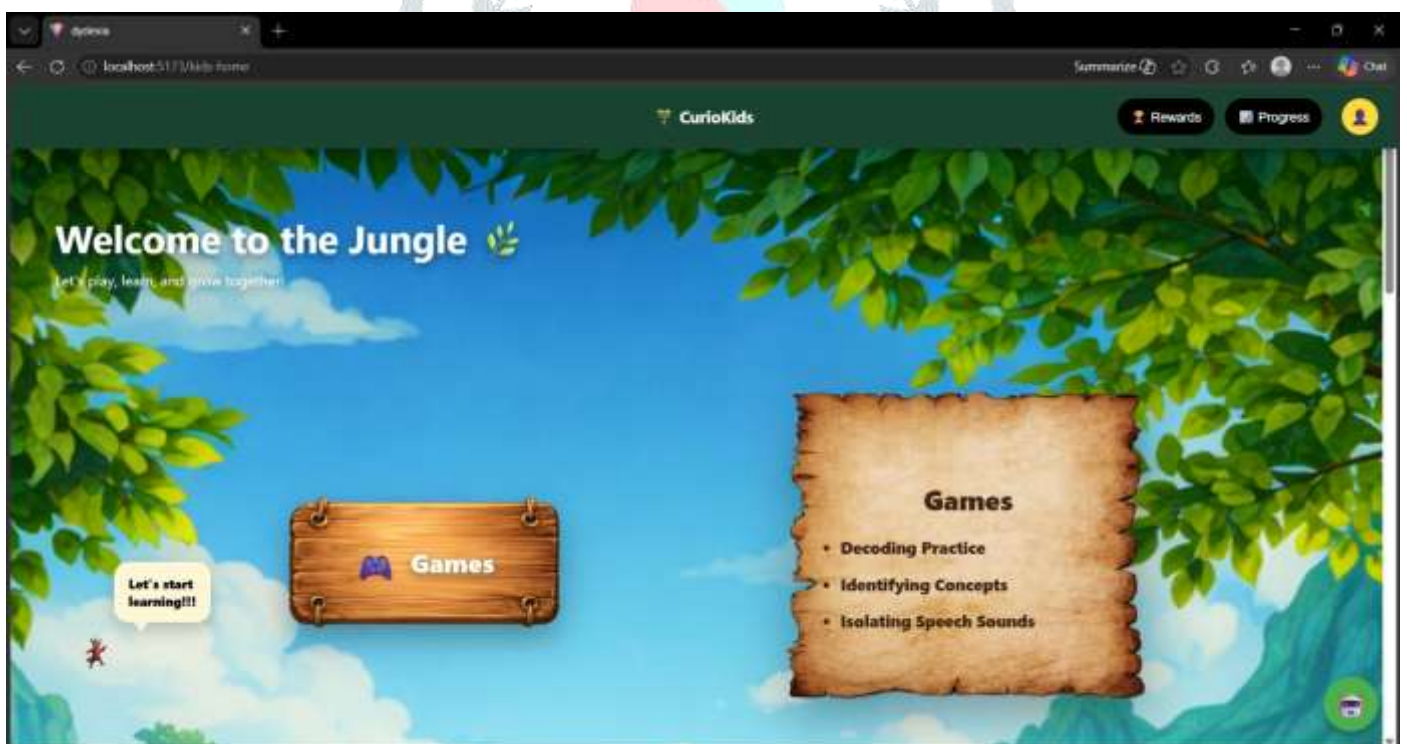 dyslexia
localhost:5173/kids-home
Summarize
Chat
CurioKids
Rewards
Progress
Welcome to the Jungle
Let's play, learn, and grow together!
Games
Games
• Decoding Practice
• Identifying Concepts
• Isolating Speech Sounds
Let's start
learning!!!